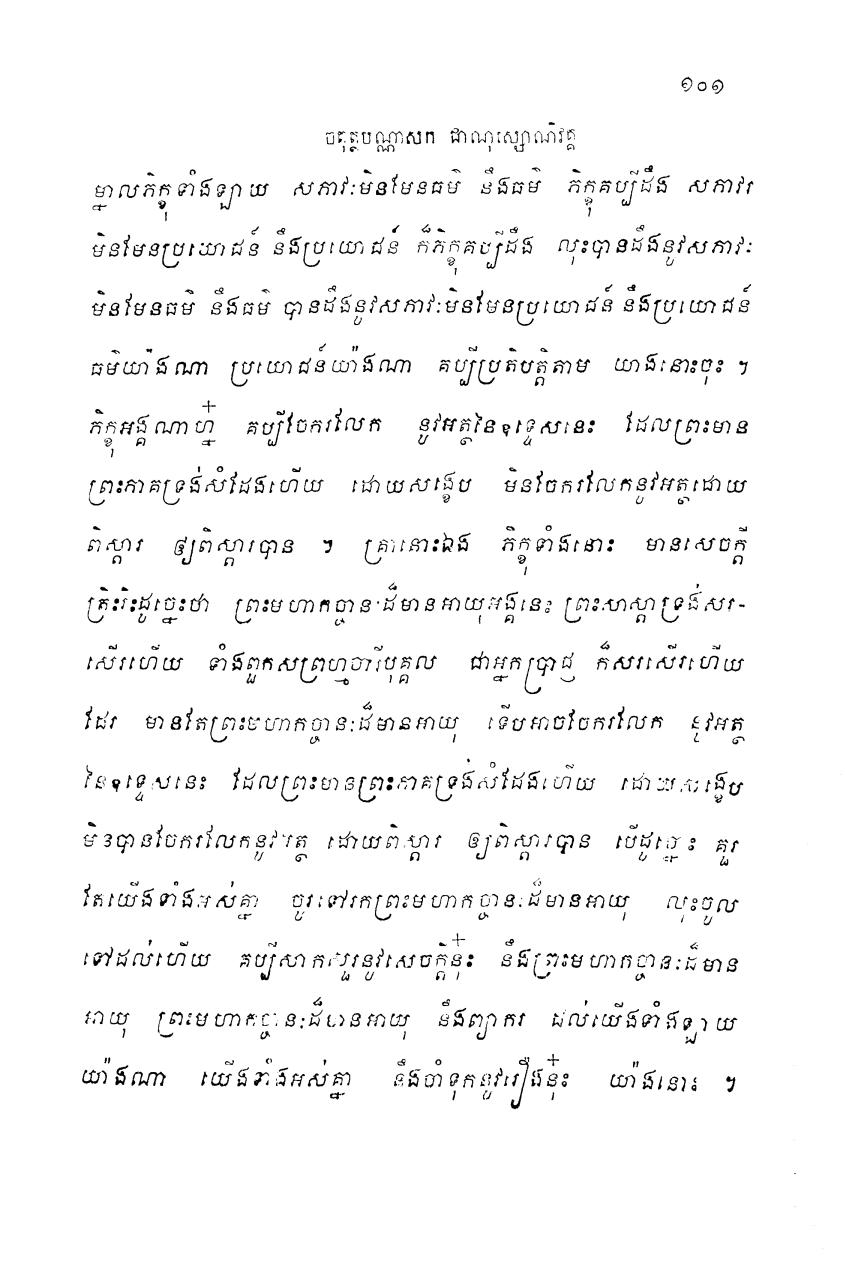 ១០១
ចតុត្ថបណ្ណាសក ជាណុស្សោណិវគ្គ
ម្នាលភិក្ខុទាំងឡាយ សភាវៈមិនមែនធម៌ នឹងធម៌ ភិក្ខុគប្បីដឹង សភាវៈ
មិនមែនប្រយោជន៍ នឹងប្រយោជន៍ ក៏ភិក្ខុគប្បីដឹង លុះបានដឹងនូវសភាវៈ
មិនមែនធម៌ នឹងធម៌ បានដឹងនូវសភាវៈមិនមែនប្រយោជន៍ នឹងប្រយោជន៍
ធម៌យ៉ាងណា ប្រយោជន៍យ៉ាងណា គប្បីប្រតិបត្តិតាម យ៉ាងនោះចុះ ។
ភិក្ខុអង្គណាហ្ន៎ គប្បីចែករលែក នូវអត្ថនៃឧទ្ទេសនេះ ដែលព្រះមាន
ព្រះភាគទ្រង់សំដែងហើយ ដោយសង្ខេប មិនចែករលែកនូវអត្ថដោយ
ពិស្តារ ឲ្យពិស្តារបាន ។ គ្រានោះឯង ភិក្ខុទាំងនោះ មានសេចក្តី
ត្រិះរិះដូច្នេះថា ព្រះមហាកច្ចានៈដ៏មានអាយុអង្គនេះ ព្រះសាស្តាទ្រង់សរ-
សើរហើយ ទាំងពួកសព្រហ្មចារីបុគ្គល ជាអ្នកប្រាជ្ញ ក៏សរសើរហើយ
ដែរ មានតែព្រះមហាកច្ចានៈដ៏មានអាយុ ទើបអាចចែករលែក នូវអត្ថ
នៃឧទ្ទេសនេះ ដែលព្រះមានព្រះភាគទ្រង់សំដែងហើយ ដោយសង្ខេប
មិនបានចែករលែកនូវអត្ថ ដោយពិស្តារ ឲ្យពិស្តារបាន បើដូច្នេះ គួរ
តែយើងទាំងអស់គ្នា ចូរទៅរកព្រះមហាកច្ចានៈដ៏មានអាយុ លុះចូល
ទៅដល់ហើយ គប្បីសាកសួរនូវសេចក្តីនុ៎ះ នឹងព្រះមហាកច្ចានៈដ៏មាន
អាយុ ព្រះមហាកច្ចានៈដ៏មានអាយុ នឹងព្យាករ ដល់យើងទាំងឡាយ
យ៉ាងណា យើងទាំងអស់គ្នា នឹងចាំទុកនូវរឿងនុ៎ះ យ៉ាងនោះ ។